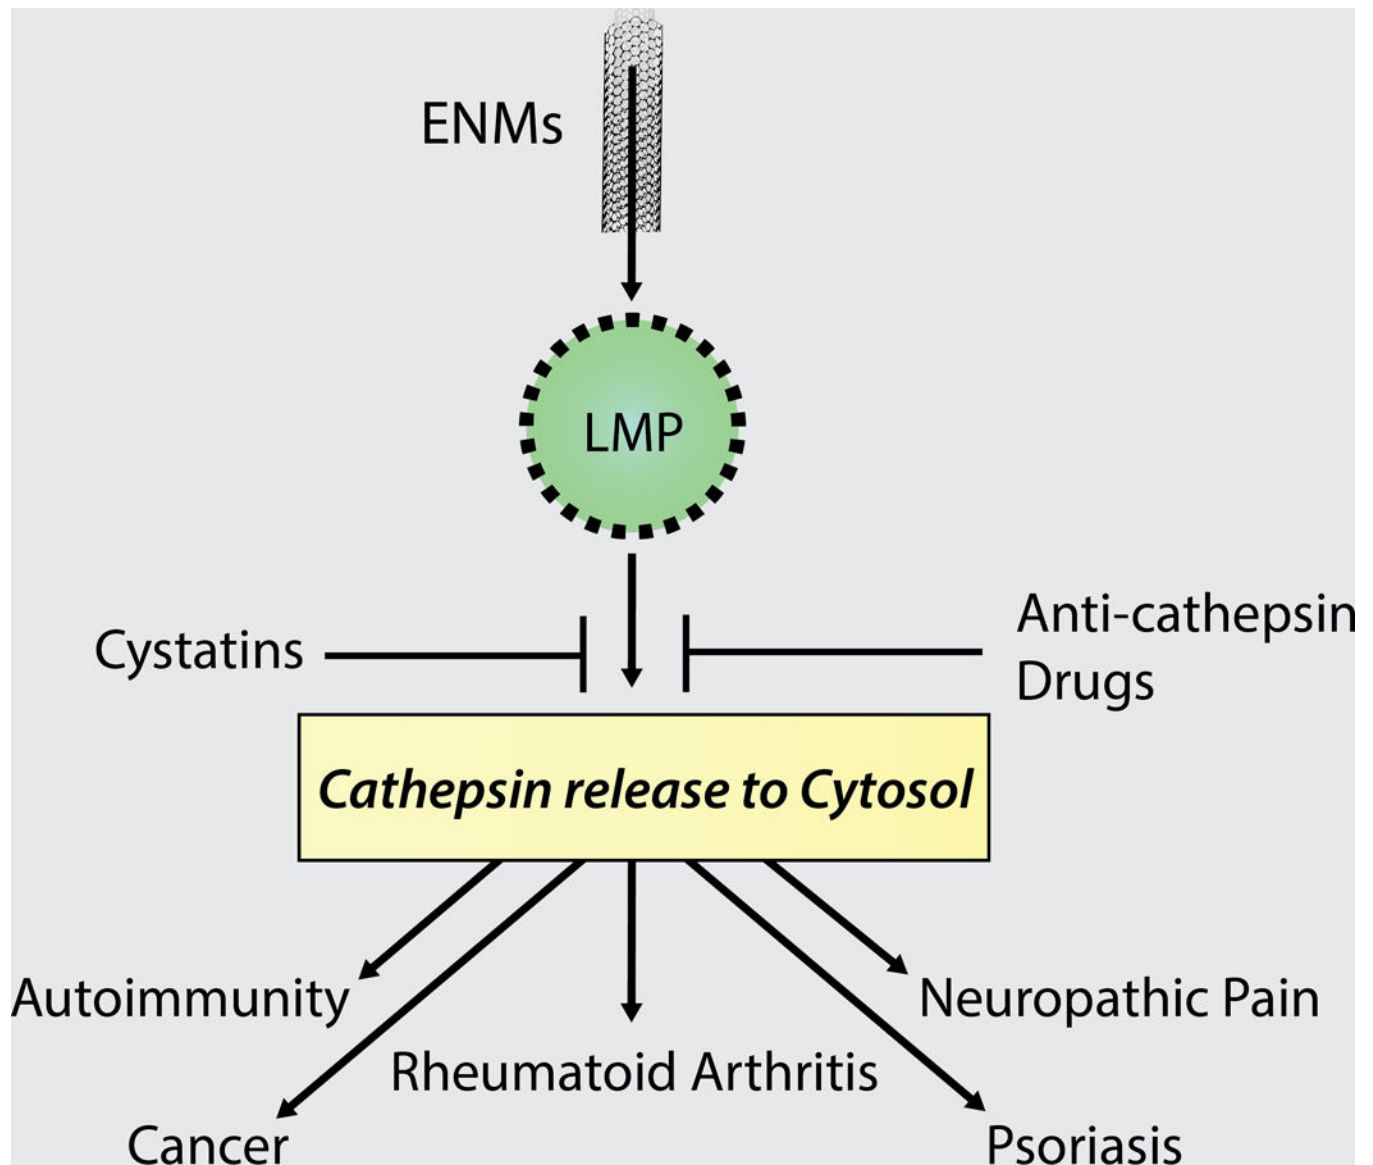 ENMs
LMP
Cystatins
Anti-cathepsin
Drugs
Cathepsin release to Cytosol
Autoimmunity
Neuropathic Pain
Rheumatoid Arthritis
Cancer
Psoriasis